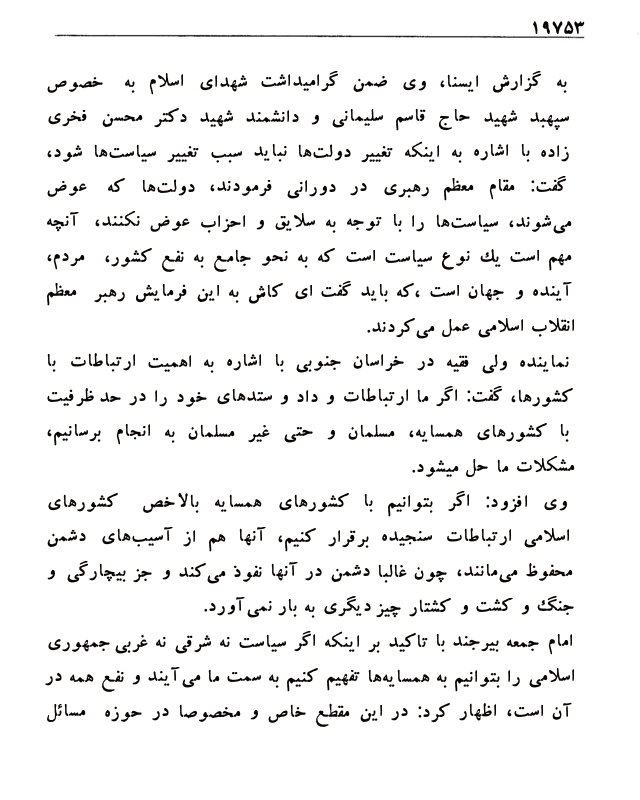 ۱۹۷۵۳
به گزارش ایسنا، وی ضمن گرامیداشت شهدای اسلام به خصوص
سپهبد شهید حاج قاسم سلیمانی و دانشمند شهید دکتر محسن فخری
زاده با اشاره به اینکه تغییر دولت‌ها نباید سبب تغییر سیاست‌ها شود،
گفت: مقام معظم رهبری در دورانی فرمودند، دولت‌ها که عوض
می‌شوند، سیاست‌ها را با توجه به سلایق و احزاب عوض نکنند، آنچه
مهم است یک نوع سیاست است که به نحو جامع به نفع کشور، مردم،
آینده و جهان است ،که باید گفت ای کاش به این فرمایش رهبر معظم
انقلاب اسلامی عمل می‌کردند.
نماینده ولی فقیه در خراسان جنوبی با اشاره به اهمیت ارتباطات با
کشورها، گفت: اگر ما ارتباطات و داد و ستدهای خود را در حد ظرفیت
با کشورهای همسایه، مسلمان و حتی غیر مسلمان به انجام برسانیم،
مشکلات ما حل میشود.
وی افزود: اگر بتوانیم با کشورهای همسایه بالاخص کشورهای
اسلامی ارتباطات سنجیده برقرار کنیم، آنها هم از آسیب‌های دشمن
محفوظ می‌مانند، چون غالبا دشمن در آنها نفوذ می‌کند و جز بیچارگی و
جنگ و کشت و کشتار چیز دیگری به بار نمی‌آورد.
امام جمعه بیرجند با تاکید بر اینکه اگر سیاست نه شرقی نه غربی جمهوری
اسلامی را بتوانیم به همسایه‌ها تفهیم کنیم به سمت ما می‌آیند و نفع همه در
آن است، اظهار کرد: در این مقطع خاص و مخصوصا در حوزه مسائل